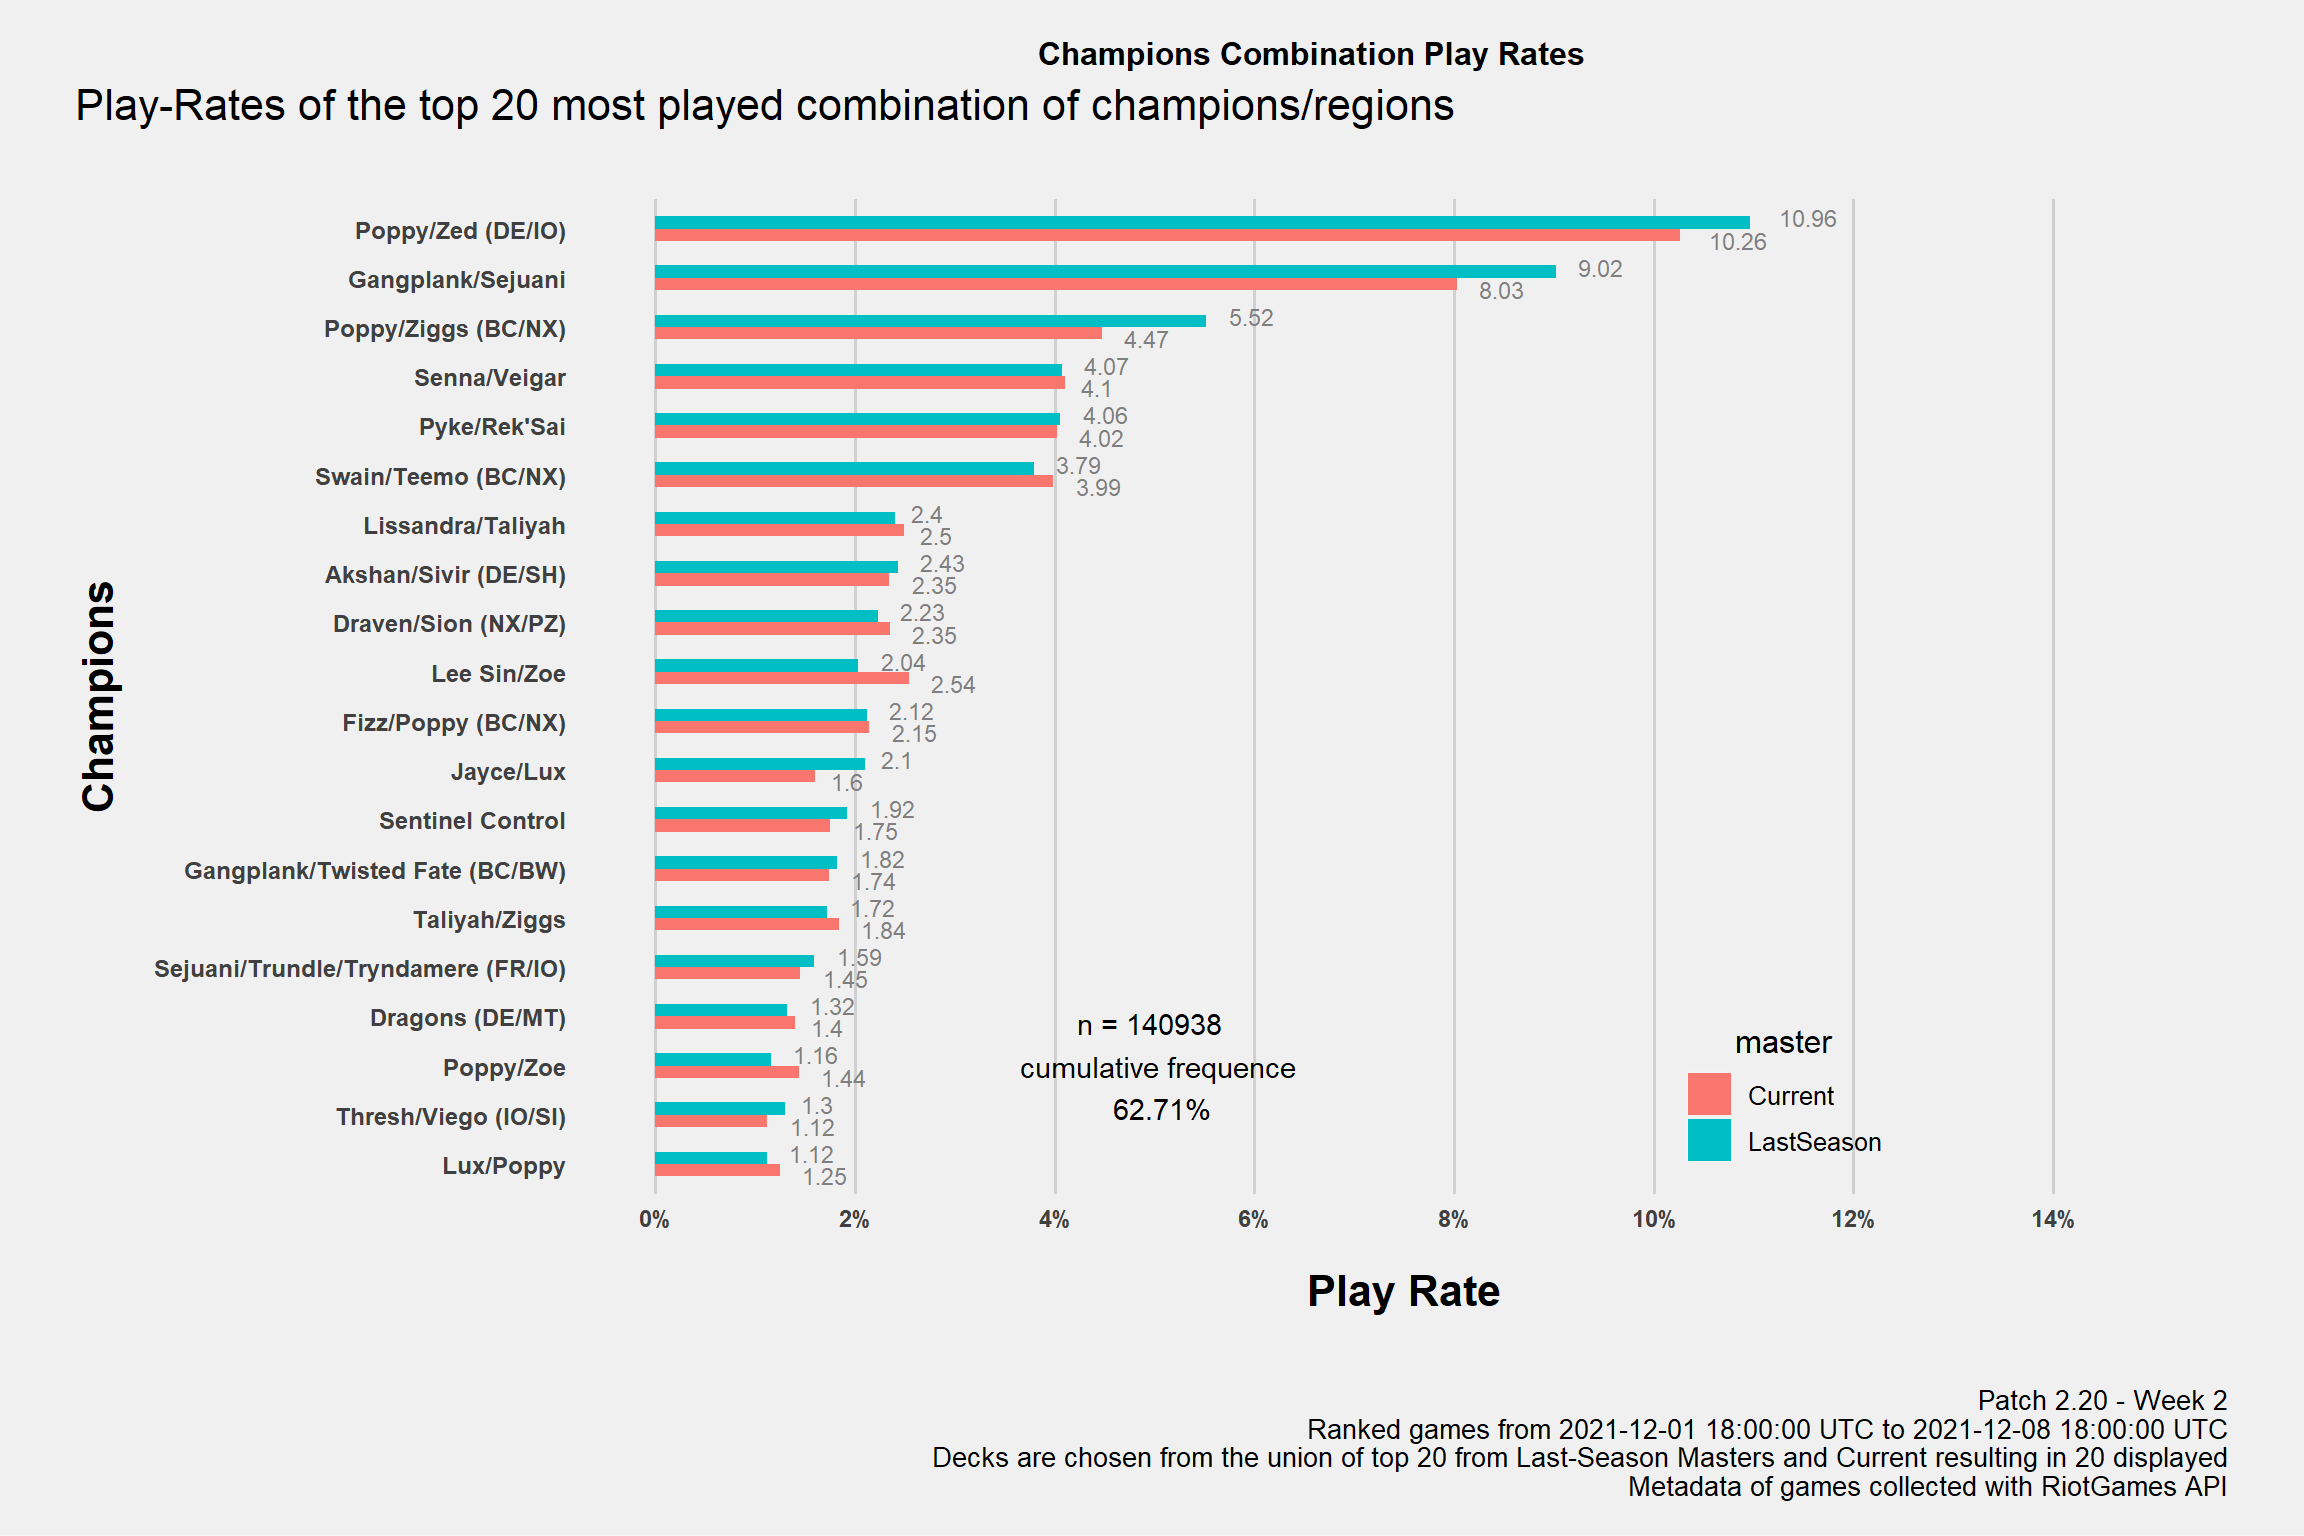 Champions Combination Play Rates
Play-Rates of the top 20 most played combination of champions/regions
Champions
Poppy/Zed (DE/IO)
10.96
10.26
Gangplank/Sejuani
9.02
8.03
Poppy/Ziggs (BC/NX)
5.52
4.47
Senna/Veigar
4.07
4.1
Pyke/Rek'Sai
4.06
4.02
Swain/Teemo (BC/NX)
3.79
3.99
Lissandra/Taliyah
2.4
2.5
Akshan/Sivir (DE/SH)
2.43
2.35
Draven/Sion (NX/PZ)
2.23
2.35
Lee Sin/Zoe
2.04
2.54
Fizz/Poppy (BC/NX)
2.12
2.15
Jayce/Lux
2.1
1.6
Sentinel Control
1.92
1.75
Gangplank/Twisted Fate (BC/BW)
1.82
1.74
Taliyah/Ziggs
1.72
1.84
Sejuani/Trundle/Tryndamere (FR/IO)
1.59
1.45
Dragons (DE/MT)
1.32
1.4
Poppy/Zoe
1.16
1.44
Thresh/Viego (IO/SI)
1.3
1.12
Lux/Poppy
1.12
1.25
n = 140938
cumulative frequence
62.71%
master
Current
LastSeason
0% 2% 4% 6% 8% 10% 12% 14%
Play Rate
Patch 2.20 - Week 2
Ranked games from 2021-12-01 18:00:00 UTC to 2021-12-08 18:00:00 UTC
Decks are chosen from the union of top 20 from Last-Season Masters and Current resulting in 20 displayed
Metadata of games collected with RiotGames API